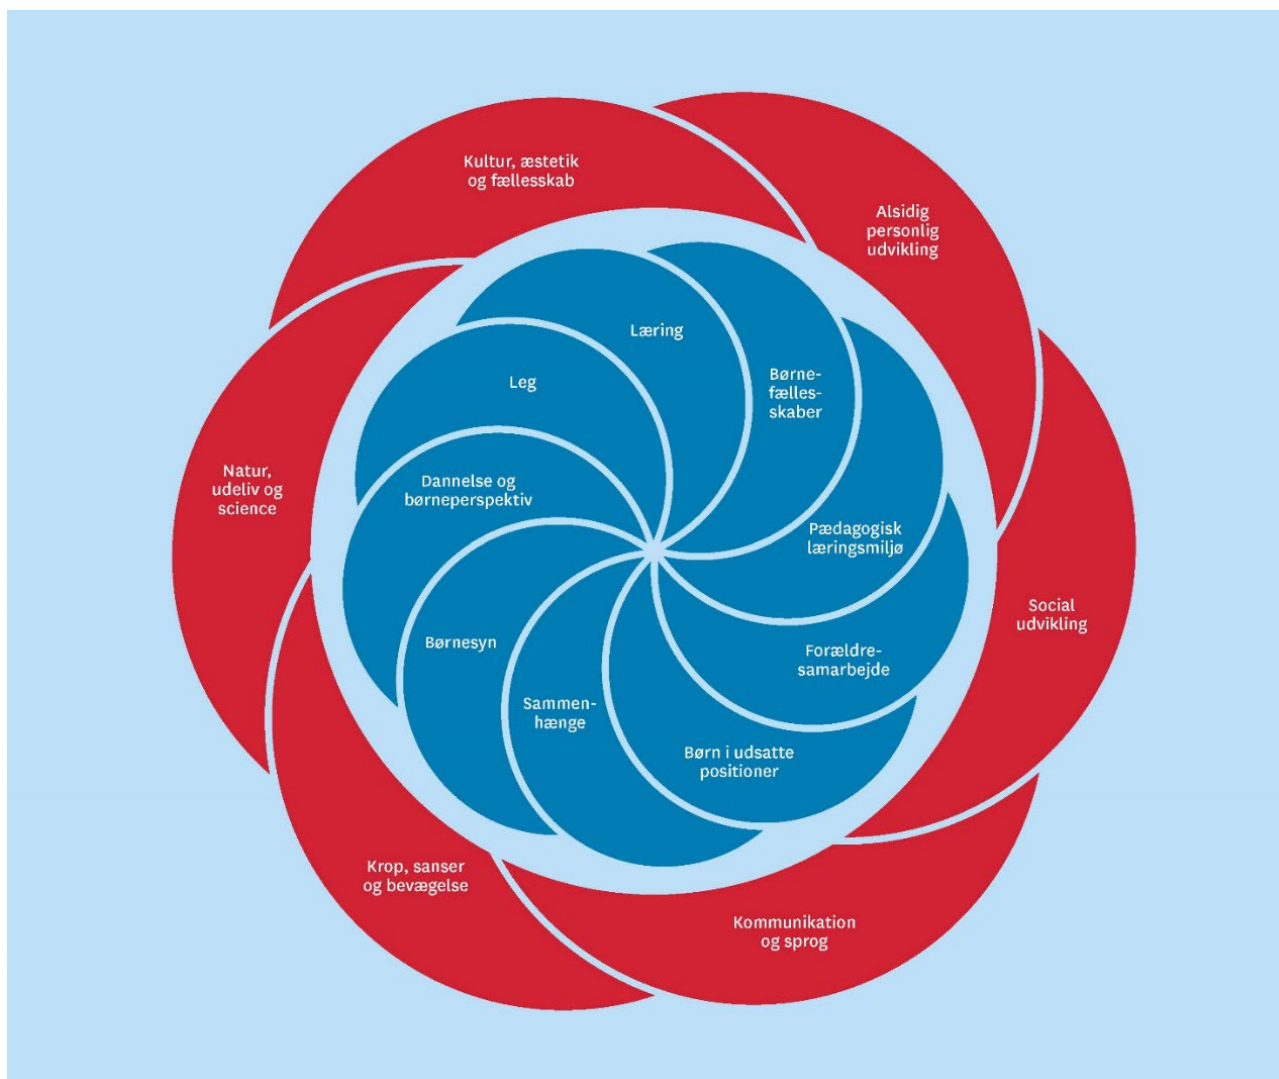 Kultur, æstetik
og fællesskab
Alsidig
personlig
udvikling
Læring
Børne-
fælles-
skaber
Leg
Natur,
udeliv og
science
Dannelse og
børneperspektiv
Pædagogisk
læringsmiljø
Social
udvikling
Børnesyn
Forældre-
samarbejde
Sammen-
hænge
Børn i udsatte
positioner
Krop, sanser
og bevægelse
Kommunikation
og sprog